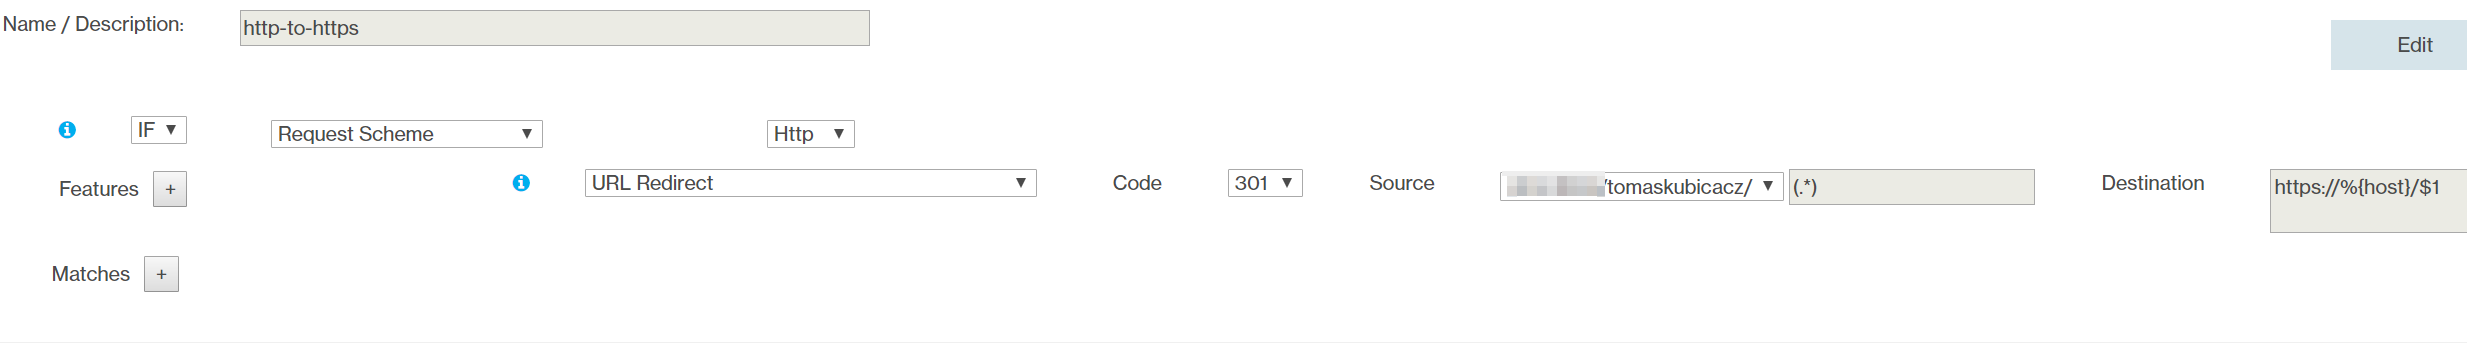 Name / Description: http-to-https
Edit
IF Request Scheme Http
Features + URL Redirect Code 301 Source /tomaskubicacz/ (.*) Destination https://%{host}/$1
Matches +